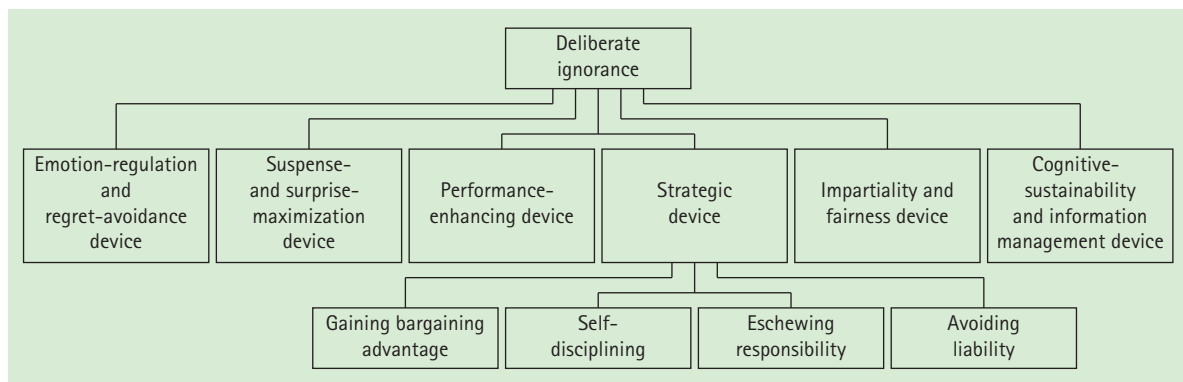 Deliberate
ignorance
Emotion-regulation
and
regret-avoidance
device
Suspense-
and surprise-
maximization
device
Performance-
enhancing device
Strategic
device
Impartiality and
fairness device
Cognitive-
sustainability
and information
management device
Gaining bargaining
advantage
Self-
disciplining
Eschewing
responsibility
Avoiding
liability